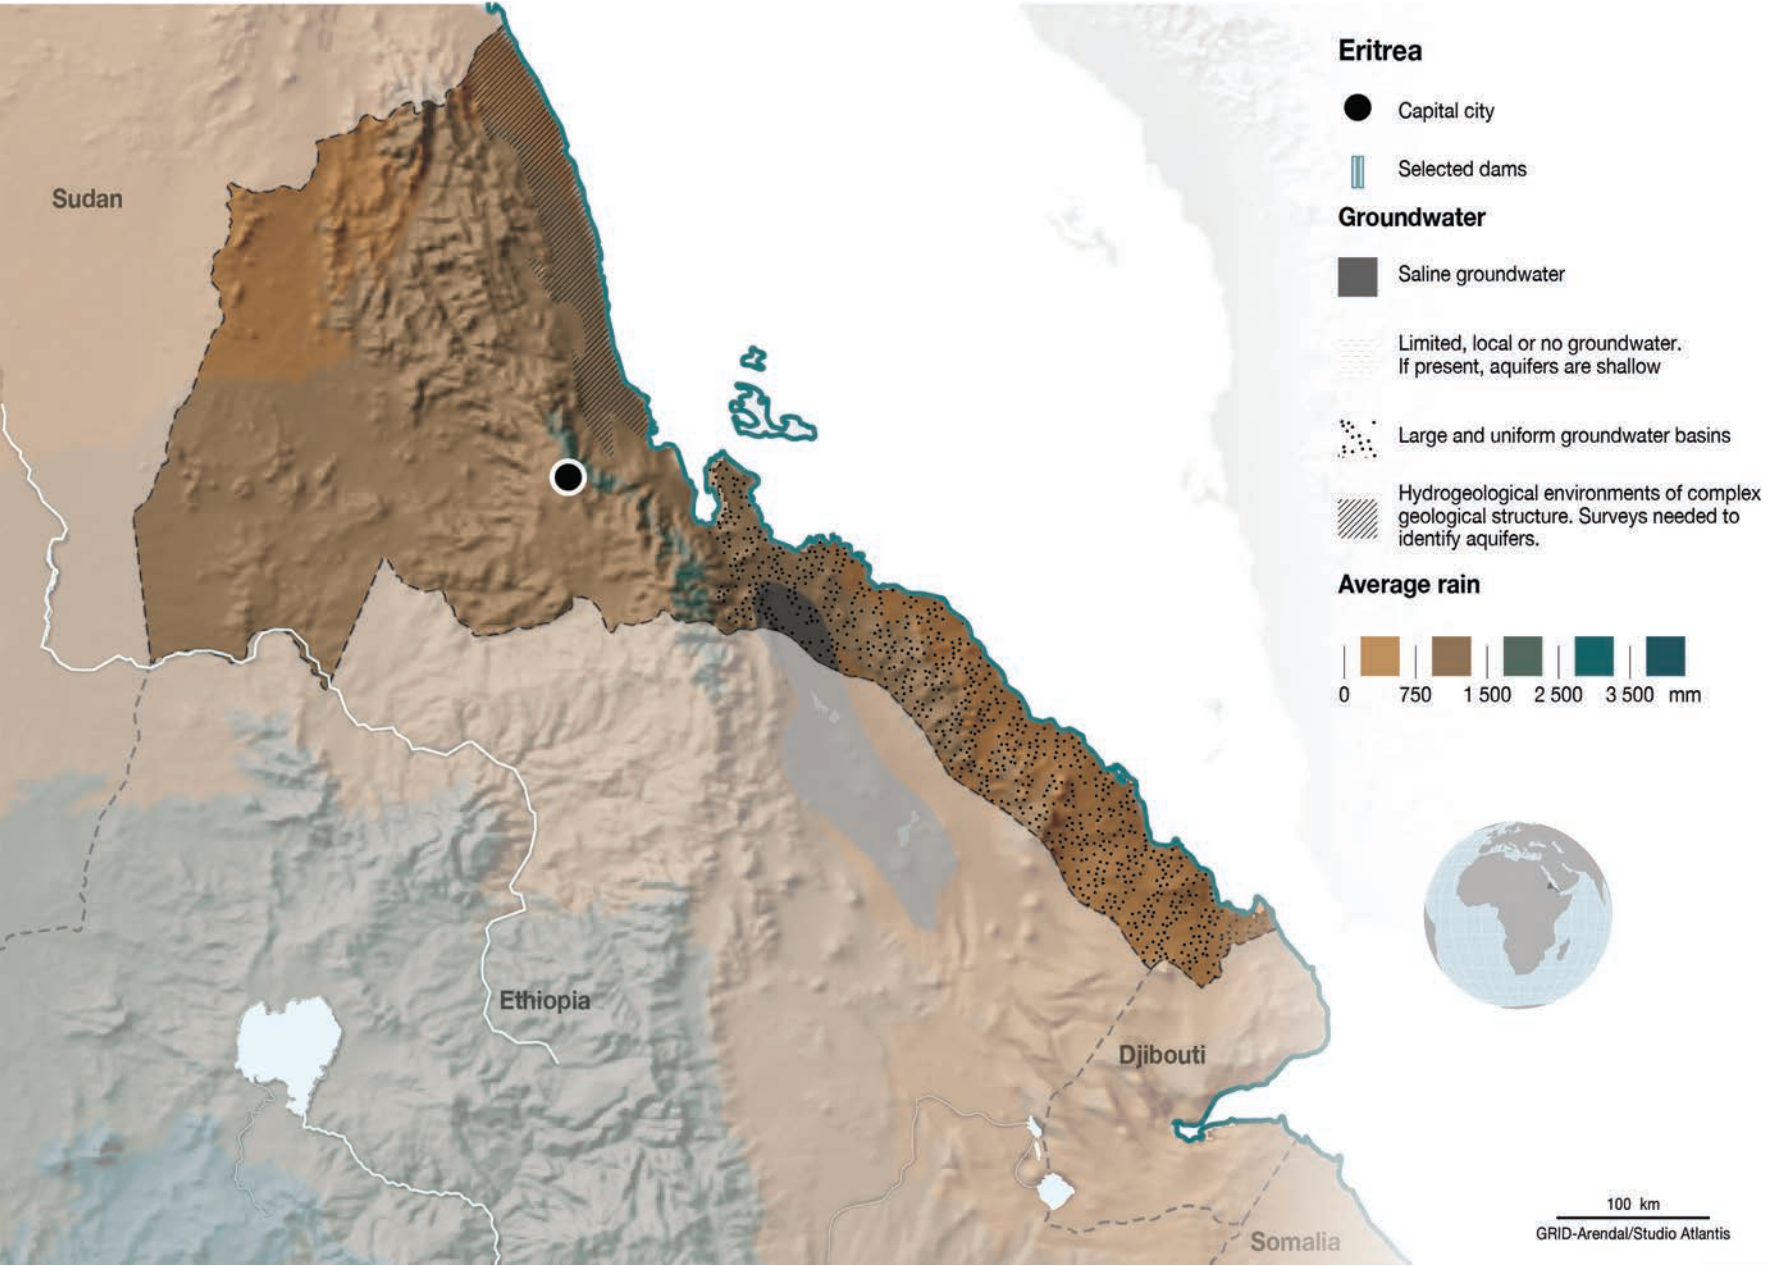 Eritrea
Capital city
Selected dams
Groundwater
Saline groundwater
Limited, local or no groundwater.
If present, aquifers are shallow
Large and uniform groundwater basins
Hydrogeological environments of complex
geological structure. Surveys needed to
identify aquifers.
Average rain
0 750 1 500 2 500 3 500 mm
Sudan
Ethiopia
Djibouti
Somalia
100 km
GRID-Arendal/Studio Atlantis